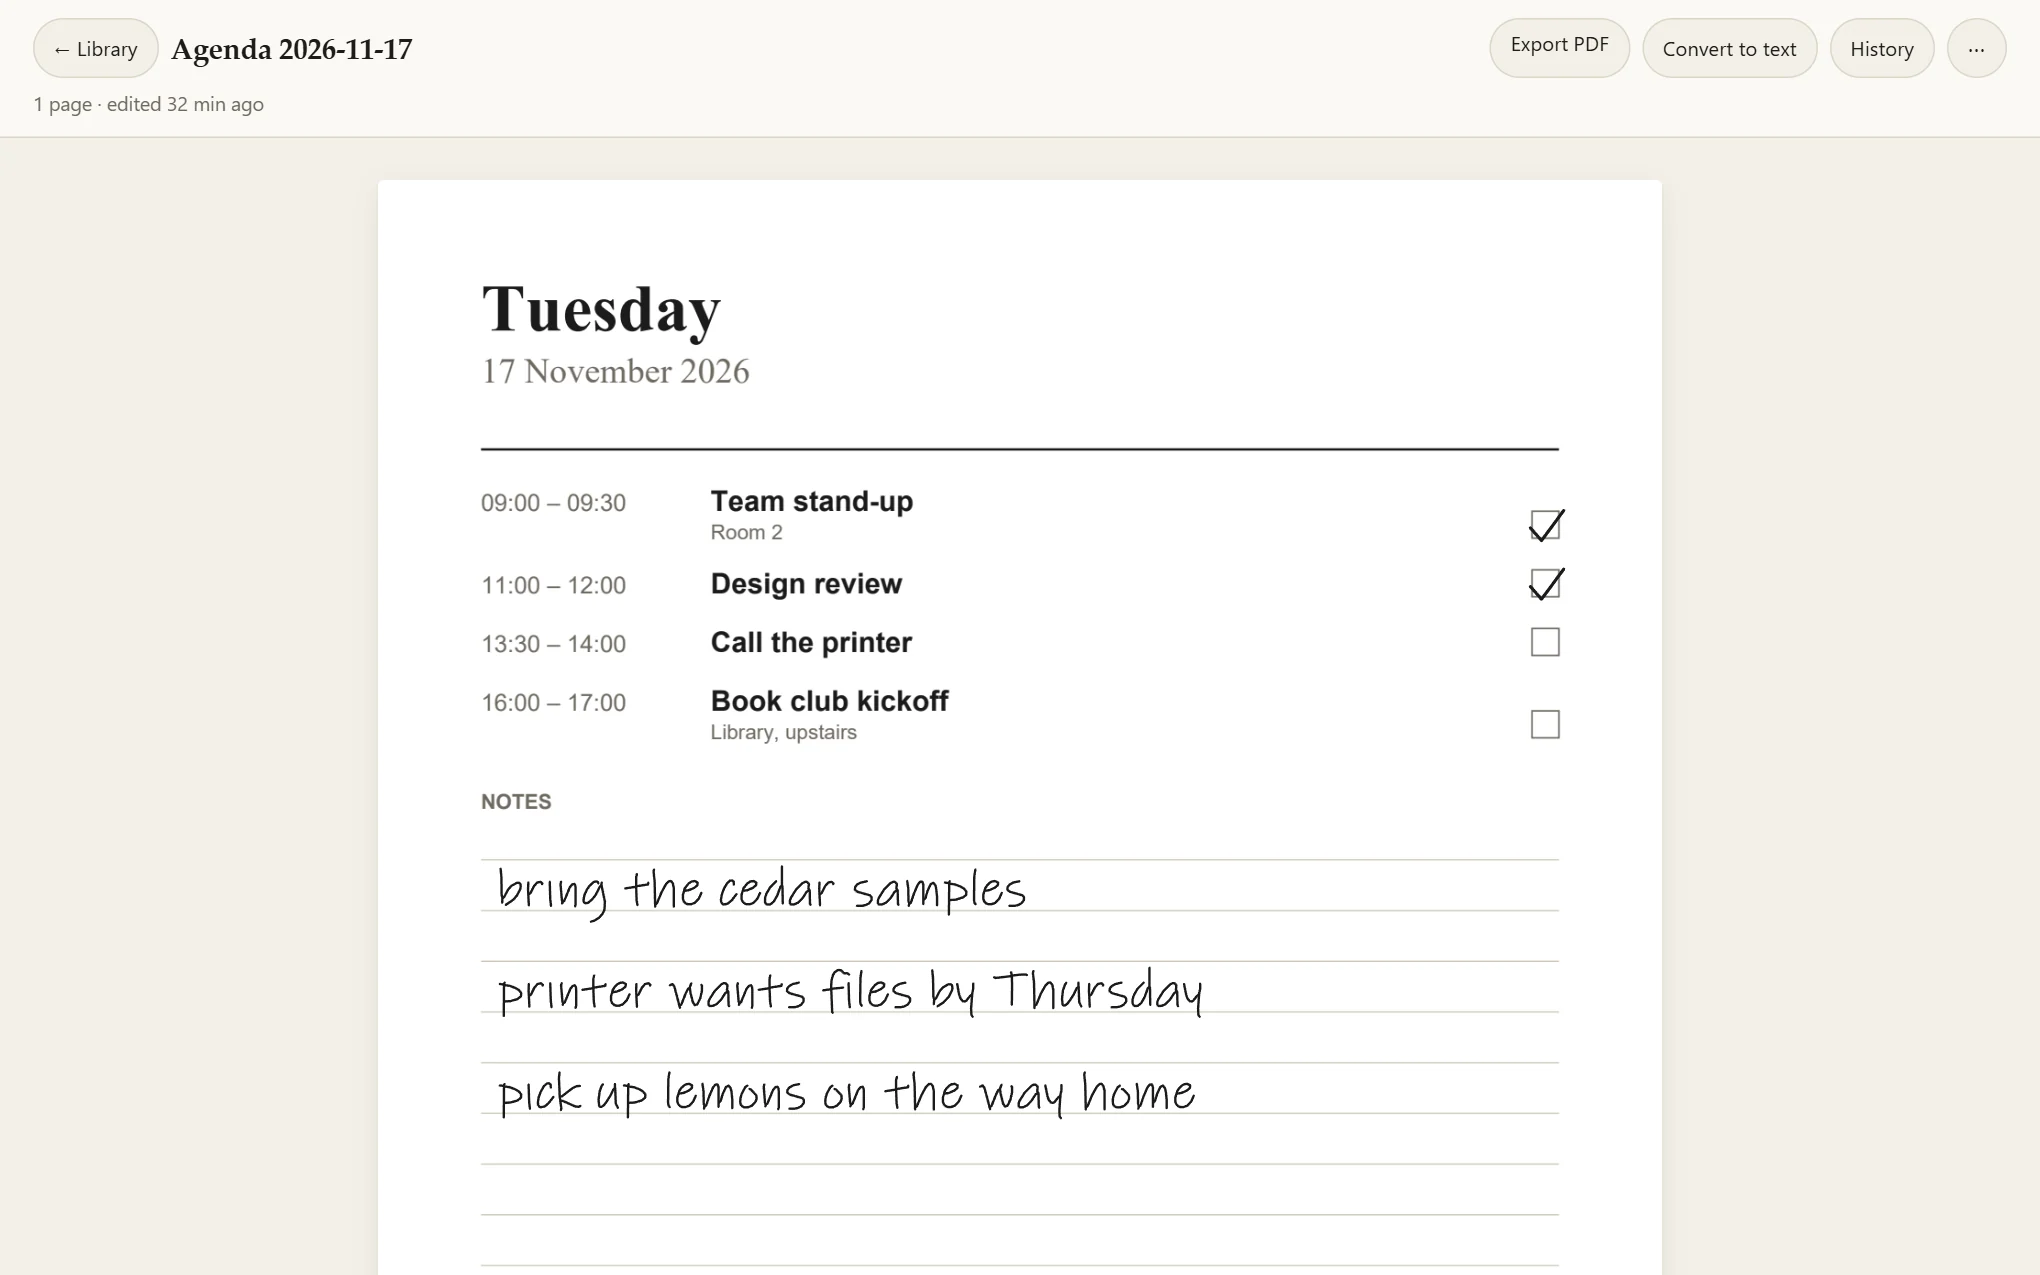 ← Library
Agenda 2026-11-17
Export PDF
Convert to text
History
...
1 page · edited 32 min ago
Tuesday
17 November 2026
09:00 – 09:30 Team stand-up
Room 2
11:00 – 12:00 Design review
13:30 – 14:00 Call the printer
16:00 – 17:00 Book club kickoff
Library, upstairs
NOTES
bring the cedar samples
printer wants files by Thursday
pick up lemons on the way home